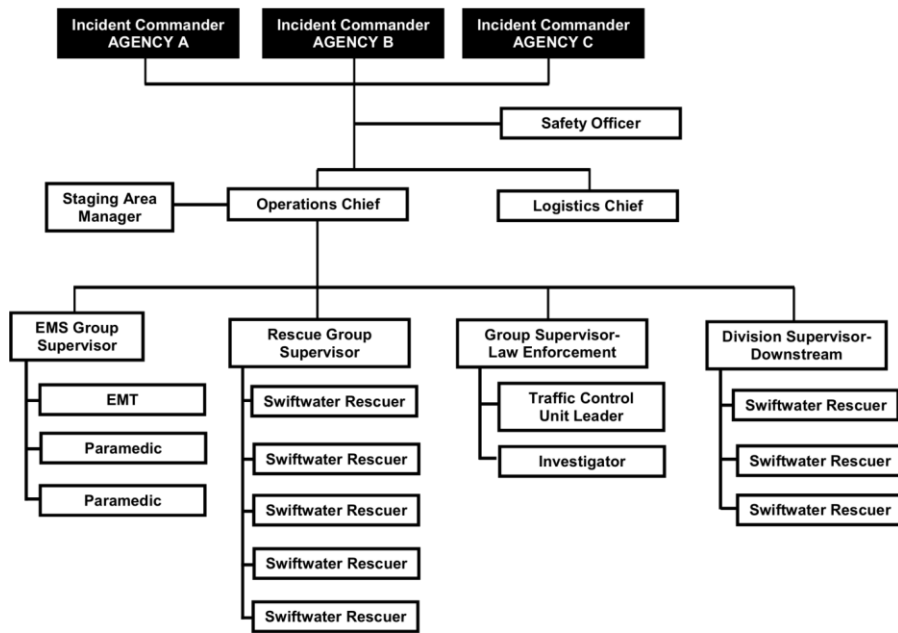 Incident Commander
AGENCY A
Incident Commander
AGENCY B
Incident Commander
AGENCY C
Safety Officer
Staging Area
Manager
Operations Chief
Logistics Chief
EMS Group
Supervisor
Rescue Group
Supervisor
Group Supervisor-
Law Enforcement
Division Supervisor-
Downstream
EMT
Paramedic
Paramedic
Swiftwater Rescuer
Swiftwater Rescuer
Swiftwater Rescuer
Swiftwater Rescuer
Swiftwater Rescuer
Traffic Control
Unit Leader
Investigator
Swiftwater Rescuer
Swiftwater Rescuer
Swiftwater Rescuer